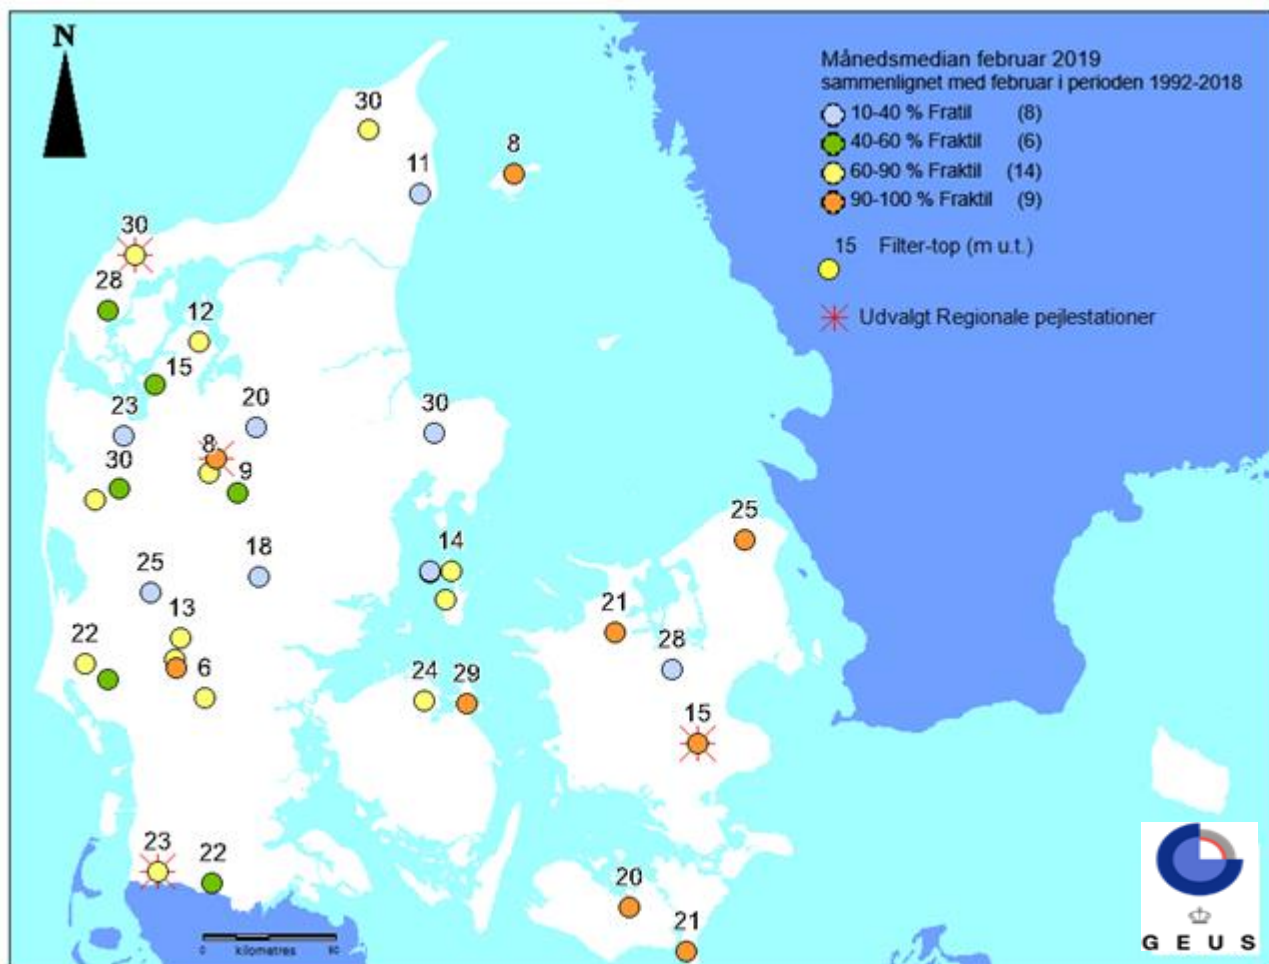 N
Månedsmedian februar 2019
sammenlignet med februar i perioden 1992-2018
10-40 % Fratil (8)
40-60 % Fraktil (6)
60-90 % Fraktil (14)
90-100 % Fraktil (9)
15 Filter-top (m u.t.)
Udvalgt Regionale pejlestationer
30
8
11
30
28
12
15
20
23
30
8
30
9
25
18
14
25
13
21
22
28
6
24
29
15
23
22
20
21
0 kilometres
GEUS